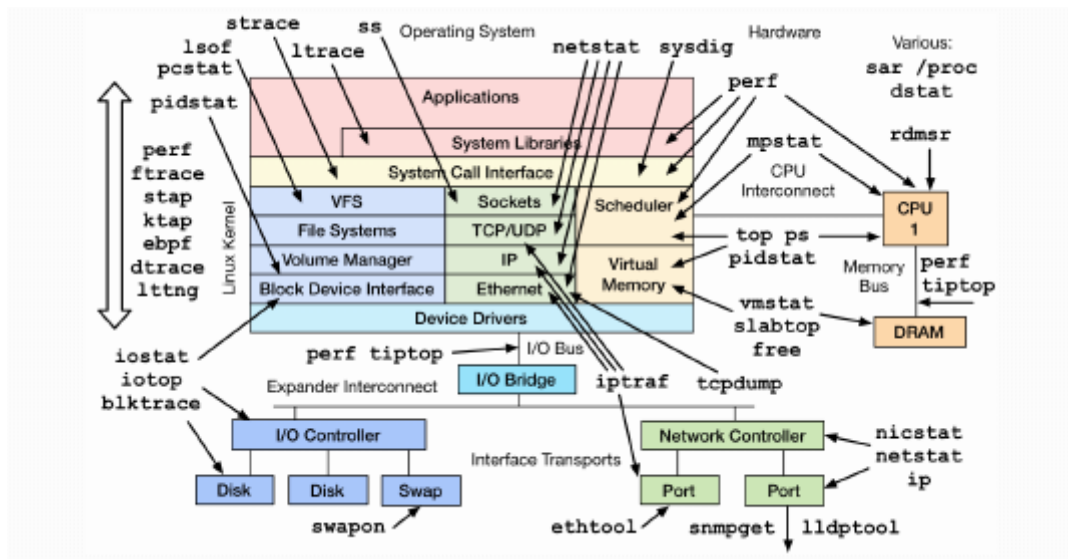 strace
ss
Operating System
Hardware
Various:
lsof
ltrace
netstat
sysdig
sar /proc
pcstat
dstat
pidstat
Applications
perf
System Libraries
mpstat
rdmsr
perf
ftrace
stap
ktap
ebpf
dtrace
lttng
System Call Interface
CPU
Interconnect
Linux Kernel
VFS
Sockets
Scheduler
CPU
1
File Systems
TCP/UDP
top ps
pidstat
Volume Manager
IP
Virtual
Memory
Memory
Bus
perf
tiptop
Block Device Interface
Ethernet
vmstat
slabtop
free
DRAM
Device Drivers
iostat
iotop
blktrace
perf tiptop
I/O Bus
I/O Bridge
iptraf
tcpdump
Expander Interconnect
I/O Controller
Network Controller
nicstat
netstat
ip
Interface Transports
Disk
Disk
Swap
Port
Port
swapon
ethtool
snmpget
lldptool